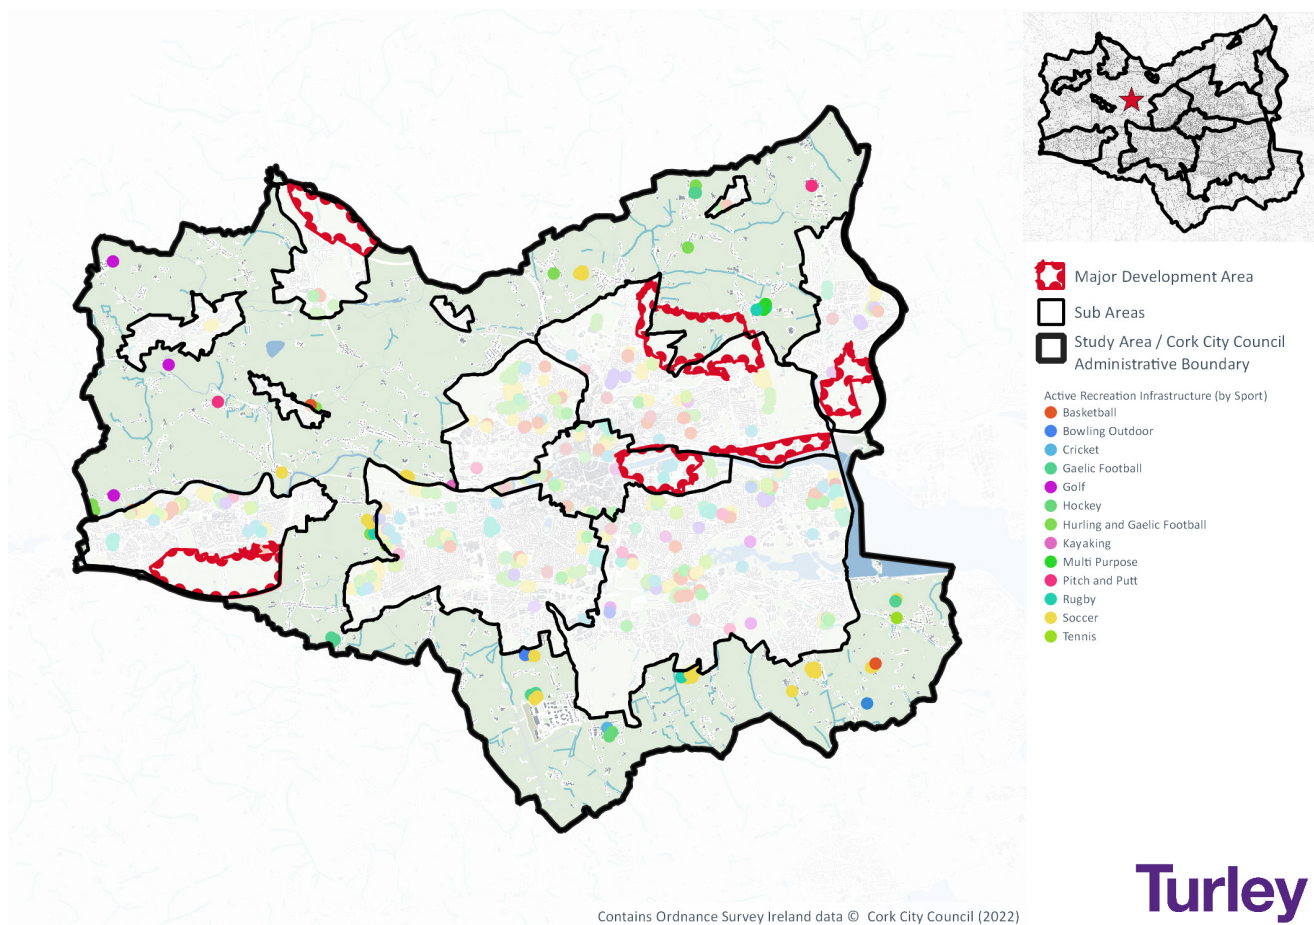 Major Development Area
Sub Areas
Study Area / Cork City Council
Administrative Boundary
Active Recreation Infrastructure (by Sport)
Basketball
Bowling Outdoor
Cricket
Gaelic Football
Golf
Hockey
Hurling and Gaelic Football
Kayaking
Multi Purpose
Pitch and Putt
Rugby
Soccer
Tennis
Turley
Contains Ordnance Survey Ireland data © Cork City Council (2022)